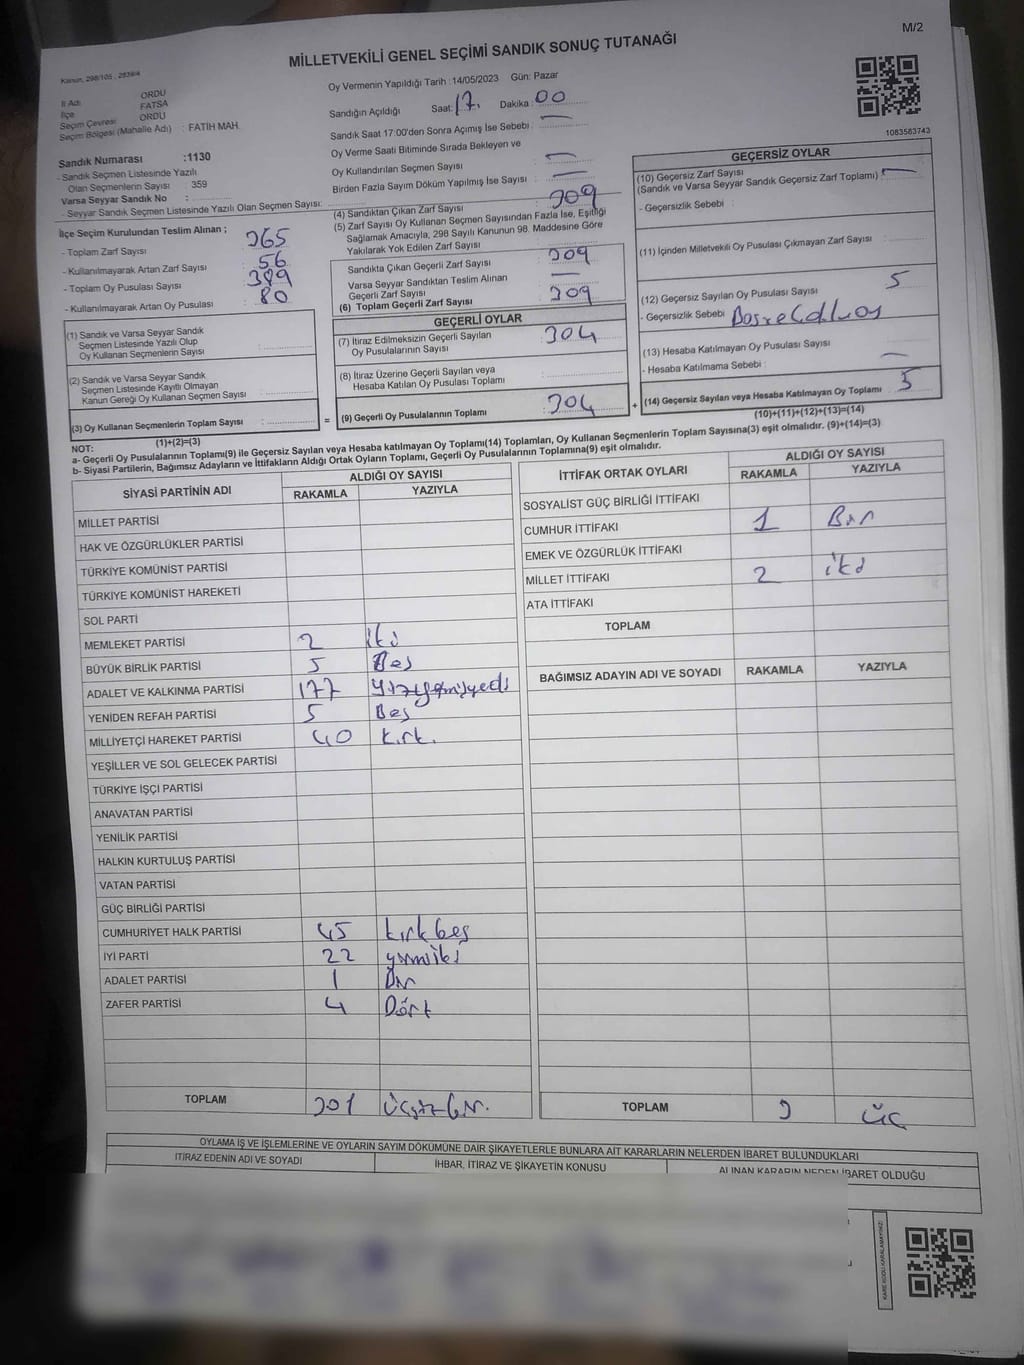 M/2
MİLLETVEKİLİ GENEL SEÇİMİ SANDIK SONUÇ TUTANAĞI
Kanun, 298/105 , 2839/4
İl Adı ORDU
İlçe FATSA
Seçim Çevresi ORDU
Seçim Bölgesi (Mahalle Adı) : FATİH MAH.
Sandık Numarası :1130
- Sandık Seçmen Listesinde Yazılı
Olan Seçmenlerin Sayısı : 359
Varsa Seyyar Sandık No :
- Seyyar Sandık Seçmen Listesinde Yazılı Olan Seçmen Sayısı:
Oy Vermenin Yapıldığı Tarih : 14/05/2023 Gün: Pazar
Sandığın Açıldığı Saat: 17. Dakika : 00
Sandık Saat 17:00'den Sonra Açımış İse Sebebi : —
Oy Verme Saati Bitiminde Sırada Bekleyen ve
Oy Kullandırılan Seçmen Sayısı : —
Birden Fazla Sayım Döküm Yapılmış İse Sayısı : —
1083583743
İlçe Seçim Kurulundan Teslim Alınan ;
- Toplam Zarf Sayısı : 365
- Kullanılmayarak Artan Zarf Sayısı : 56
- Toplam Oy Pusulası Sayısı : 389
- Kullanılmayarak Artan Oy Pusulası : 80
(1) Sandık ve Varsa Seyyar Sandık
Seçmen Listesinde Yazılı Olup
Oy Kullanan Seçmenlerin Sayısı :
(2) Sandık ve Varsa Seyyar Sandık
Seçmen Listesinde Kayıtlı Olmayan
Kanun Gereği Oy Kullanan Seçmen Sayısı :
(3) Oy Kullanan Seçmenlerin Toplam Sayısı :
(1)+(2)=(3)
(4) Sandıktan Çıkan Zarf Sayısı : 309
(5) Zarf Sayısı Oy Kullanan Seçmen Sayısından Fazla İse, Eşitliği
Sağlamak Amacıyla, 298 Sayılı Kanunun 98. Maddesine Göre
Yakılarak Yok Edilen Zarf Sayısı :
Sandıkta Çıkan Geçerli Zarf Sayısı : 309
Varsa Seyyar Sandıktan Teslim Alınan
Geçerli Zarf Sayısı : —
(6) Toplam Geçerli Zarf Sayısı : 309
GEÇERLİ OYLAR
(7) İtiraz Edilmeksizin Geçerli Sayılan
Oy Pusulalarının Sayısı : 304
(8) İtiraz Üzerine Geçerli Sayılan veya
Hesaba Katılan Oy Pusulası Toplamı :
= (9) Geçerli Oy Pusulalarının Toplamı : 304 +
GEÇERSİZ OYLAR
(10) Geçersiz Zarf Sayısı
(Sandık ve Varsa Seyyar Sandık Geçersiz Zarf Toplamı) : —
- Geçersizlik Sebebi :
(11) İçinden Milletvekili Oy Pusulası Çıkmayan Zarf Sayısı :
(12) Geçersiz Sayılan Oy Pusulası Sayısı : 5
- Geçersizlik Sebebi :
(13) Hesaba Katılmayan Oy Pusulası Sayısı : —
- Hesaba Katılmama Sebebi :
(14) Geçersiz Sayılan veya Hesaba Katılmayan Oy Toplamı : 5
(10)+(11)+(12)+(13)=(14)
NOT:
a- Geçerli Oy Pusulalarının Toplamı(9) ile Geçersiz Sayılan veya Hesaba katılmayan Oy Toplamı(14) Toplamları, Oy Kullanan Seçmenlerin Toplam Sayısına(3) eşit olmalıdır. (9)+(14)=(3)
b- Siyasi Partilerin, Bağımsız Adayların ve İttifakların Aldığı Ortak Oyların Toplamı, Geçerli Oy Pusulalarının Toplamına(9) eşit olmalıdır.
SİYASİ PARTİNİN ADI ALDIĞI OY SAYISI
RAKAMLA YAZIYLA
MİLLET PARTİSİ
HAK VE ÖZGÜRLÜKLER PARTİSİ
TÜRKİYE KOMÜNİST PARTİSİ
TÜRKİYE KOMÜNİST HAREKETİ
SOL PARTİ
MEMLEKET PARTİSİ 2 iki
BÜYÜK BİRLİK PARTİSİ 5 Beş
ADALET VE KALKINMA PARTİSİ 177
YENİDEN REFAH PARTİSİ 5 Beş
MİLLİYETÇİ HAREKET PARTİSİ 40 Kırk.
YEŞİLLER VE SOL GELECEK PARTİSİ
TÜRKİYE İŞÇİ PARTİSİ
ANAVATAN PARTİSİ
YENİLİK PARTİSİ
HALKIN KURTULUŞ PARTİSİ
VATAN PARTİSİ
GÜÇ BİRLİĞİ PARTİSİ
CUMHURİYET HALK PARTİSİ 45 kırkbeş
İYİ PARTİ 22 yirmiiki
ADALET PARTİSİ 1 Bir
ZAFER PARTİSİ 4 Dört
TOPLAM 301 üçyüzbir.
İTTİFAK ORTAK OYLARI ALDIĞI OY SAYISI
RAKAMLA YAZIYLA
SOSYALİST GÜÇ BİRLİĞİ İTTİFAKI
CUMHUR İTTİFAKI 1 Bir
EMEK VE ÖZGÜRLÜK İTTİFAKI
MİLLET İTTİFAKI 2 iki
ATA İTTİFAKI
TOPLAM
BAĞIMSIZ ADAYIN ADI VE SOYADI RAKAMLA YAZIYLA
TOPLAM 3 üç
OYLAMA İŞ VE İŞLEMLERİNE VE OYLARIN SAYIM DÖKÜMÜNE DAİR ŞİKAYETLERLE BUNLARA AİT KARARLARIN NELERDEN İBARET BULUNDUKLARI
İTİRAZ EDENİN ADI VE SOYADI İHBAR, İTİRAZ VE ŞİKAYETİN KONUSU ALINAN KARARIN NEDEN İBARET OLDUĞU
KARE KODU KARALAMAYINIZ!